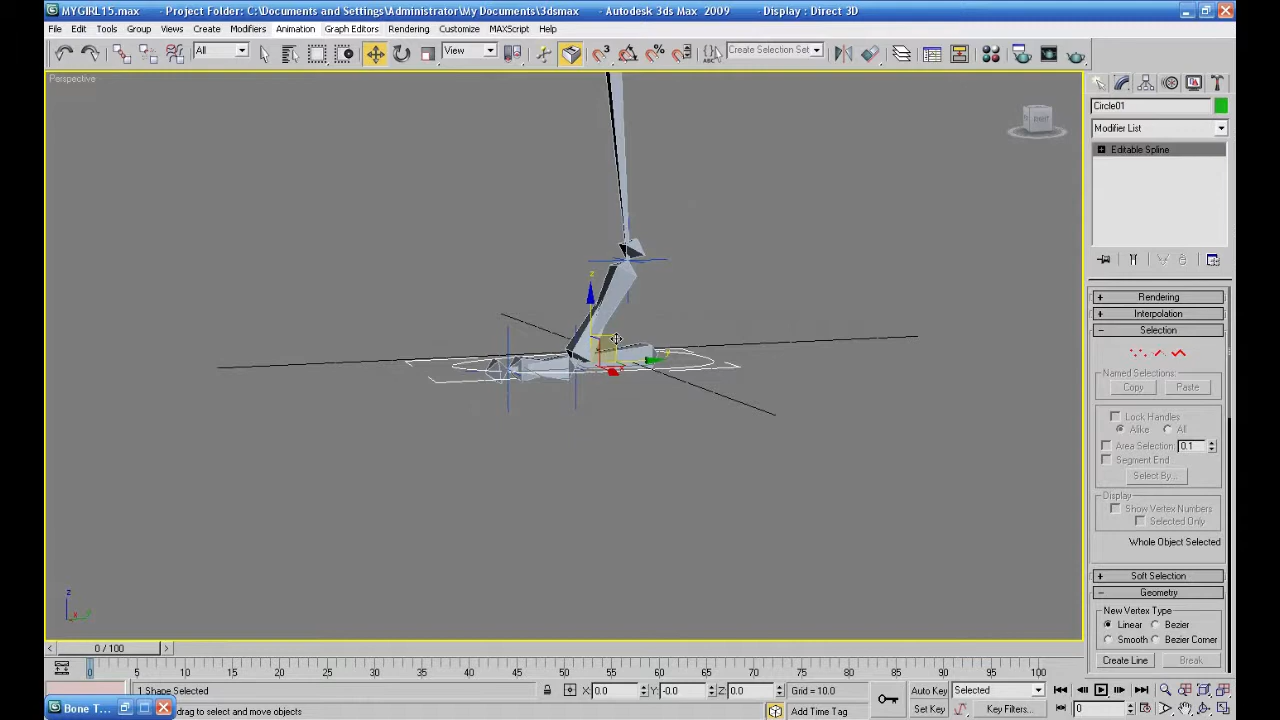 MYGIRL15.max - Project Folder: C:\Documents and Settings\Administrator\My Documents\3dsmax - Autodesk 3ds Max 2009 - Display : Direct 3D
File Edit Tools Group Views Create Modifiers Animation Graph Editors Rendering Customize MAXScript Help
All View Create Selection Set
Perspective
Circle01
Modifier List
Editable Spline
Rendering
Interpolation
Selection
Named Selections:
Copy Paste
Lock Handles
Alike All
Area Selection: 0.1
Segment End
Select By...
Display
Show Vertex Numbers
Selected Only
Whole Object Selected
Soft Selection
Geometry
New Vertex Type
Linear Bezier
Smooth Bezier Corner
Create Line Break
z
z
x
0 / 100
0 5 10 15 20 25 30 35 40 45 50 55 60 65 70 75 80 85 90 95 100
1 Shape Selected X: 0.0 Y: -0.0 Z: 0.0 Grid = 10.0 Auto Key Selected
Bone T... drag to select and move objects Add Time Tag Set Key Key Filters... 0